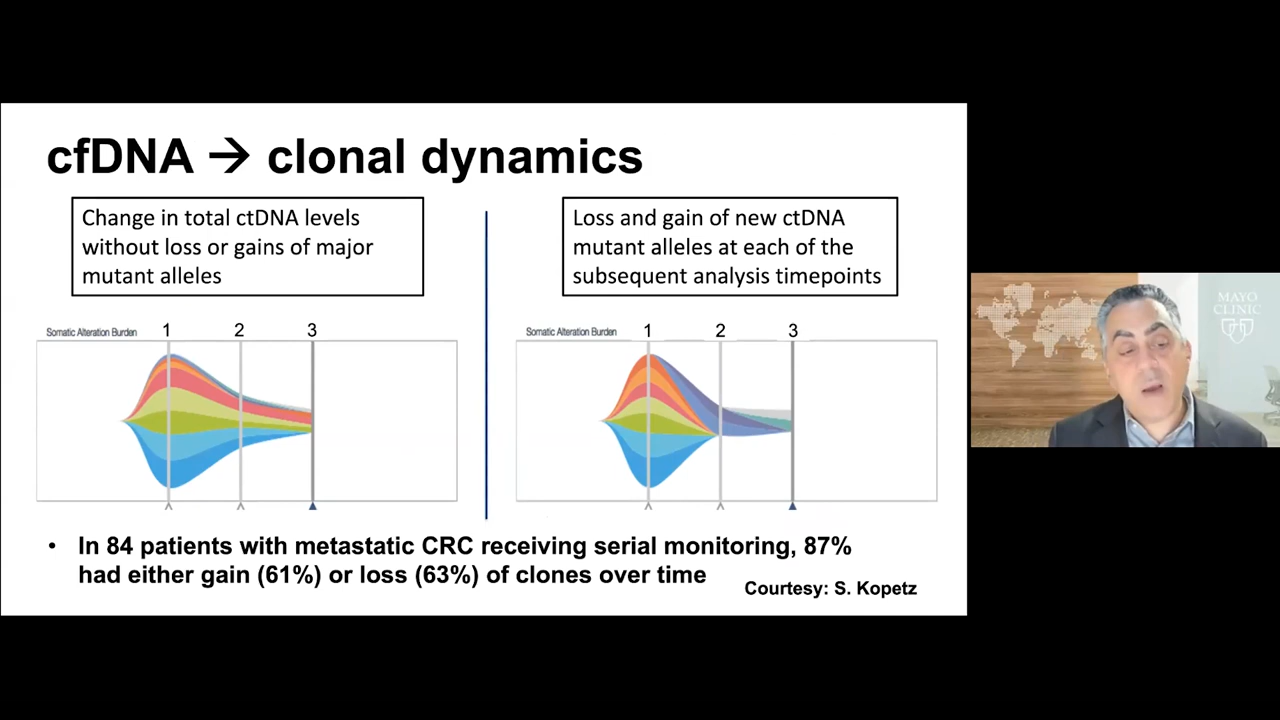 cfDNA → clonal dynamics
Change in total ctDNA levels
without loss or gains of major
mutant alleles
Loss and gain of new ctDNA
mutant alleles at each of the
subsequent analysis timepoints
Somatic Alteration Burden 1 2 3
Somatic Alteration Burden 1 2 3
• In 84 patients with metastatic CRC receiving serial monitoring, 87%
had either gain (61%) or loss (63%) of clones over time
Courtesy: S. Kopetz
MAYO
CLINIC